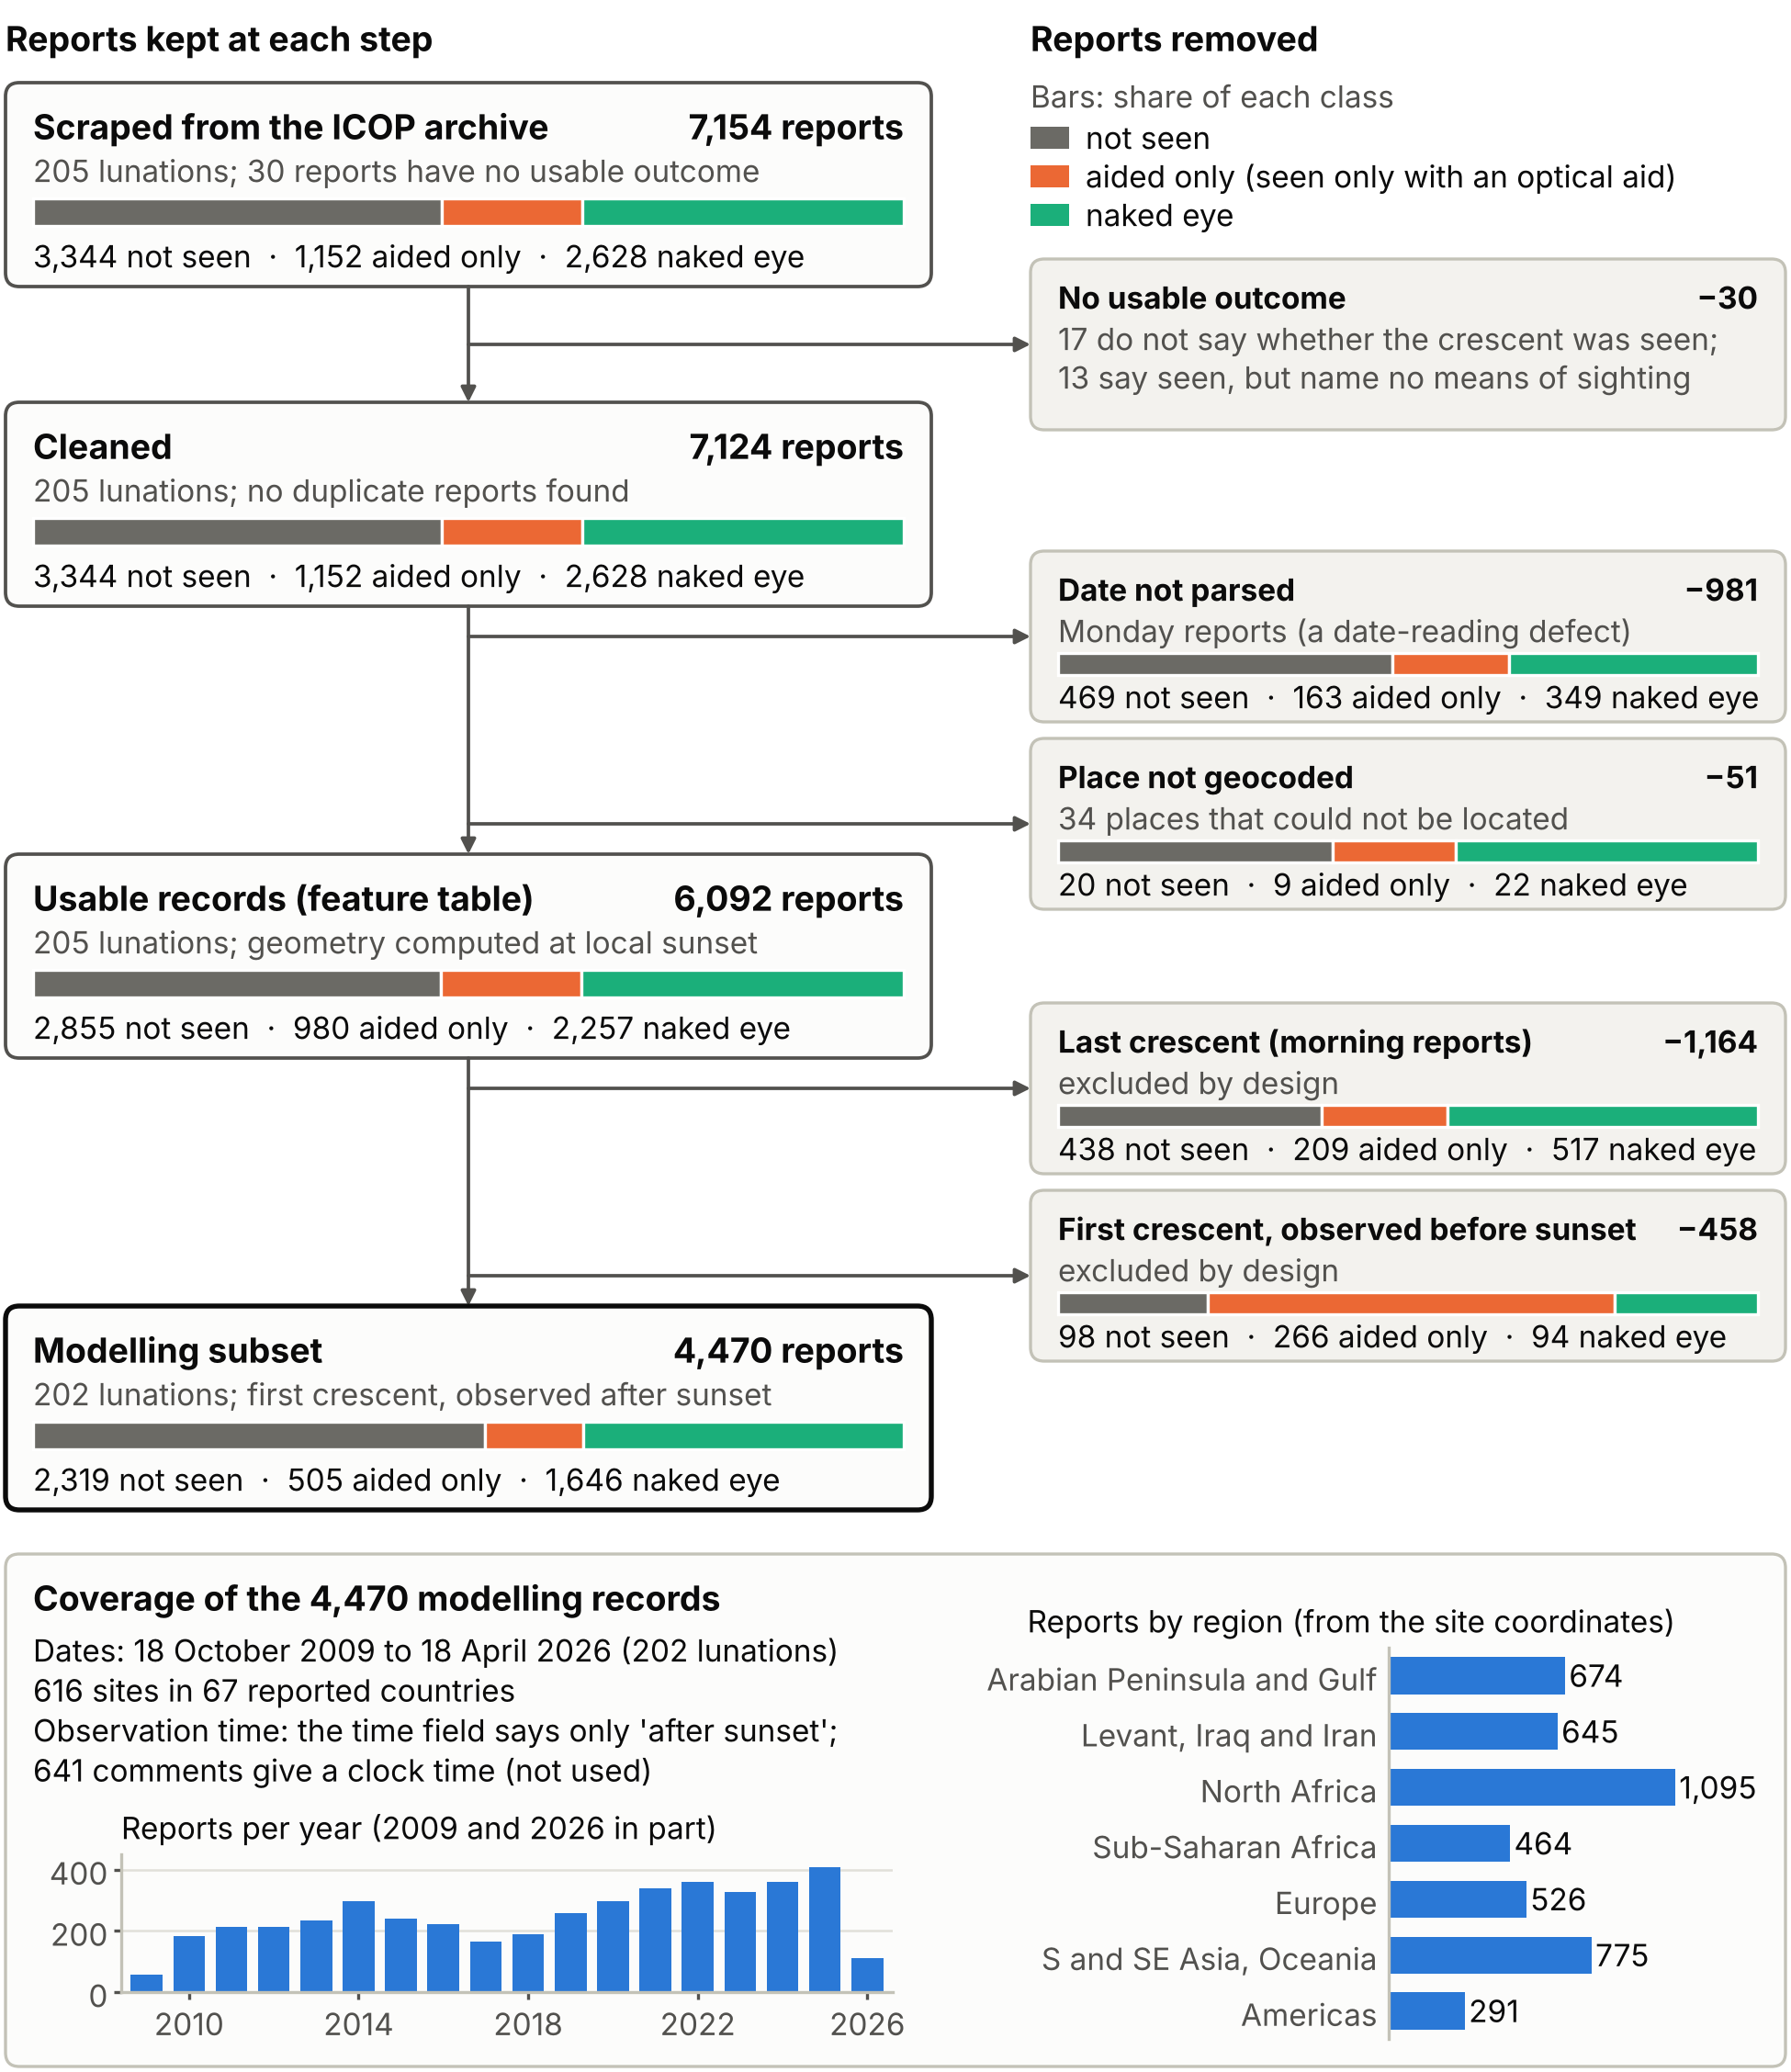 Reports kept at each step
Scraped from the ICOP archive 7,154 reports
205 lunations; 30 reports have no usable outcome
3,344 not seen · 1,152 aided only · 2,628 naked eye
Reports removed
Bars: share of each class
not seen
aided only (seen only with an optical aid)
naked eye
No usable outcome −30
17 do not say whether the crescent was seen;
13 say seen, but name no means of sighting
Cleaned 7,124 reports
205 lunations; no duplicate reports found
3,344 not seen · 1,152 aided only · 2,628 naked eye
Date not parsed −981
Monday reports (a date-reading defect)
469 not seen · 163 aided only · 349 naked eye
Place not geocoded −51
34 places that could not be located
20 not seen · 9 aided only · 22 naked eye
Usable records (feature table) 6,092 reports
205 lunations; geometry computed at local sunset
2,855 not seen · 980 aided only · 2,257 naked eye
Last crescent (morning reports) −1,164
excluded by design
438 not seen · 209 aided only · 517 naked eye
First crescent, observed before sunset −458
excluded by design
98 not seen · 266 aided only · 94 naked eye
Modelling subset 4,470 reports
202 lunations; first crescent, observed after sunset
2,319 not seen · 505 aided only · 1,646 naked eye
Coverage of the 4,470 modelling records
Dates: 18 October 2009 to 18 April 2026 (202 lunations)
616 sites in 67 reported countries
Observation time: the time field says only 'after sunset';
641 comments give a clock time (not used)
Reports per year (2009 and 2026 in part)
400
200
0
2010 2014 2018 2022 2026
Reports by region (from the site coordinates)
Arabian Peninsula and Gulf 674
Levant, Iraq and Iran 645
North Africa 1,095
Sub-Saharan Africa 464
Europe 526
S and SE Asia, Oceania 775
Americas 291